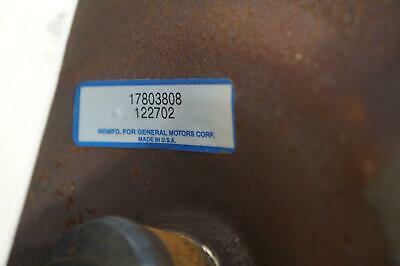 17803808
122702
REMFD. FOR GENERAL MOTORS CORP.
MADE IN U.S.A.